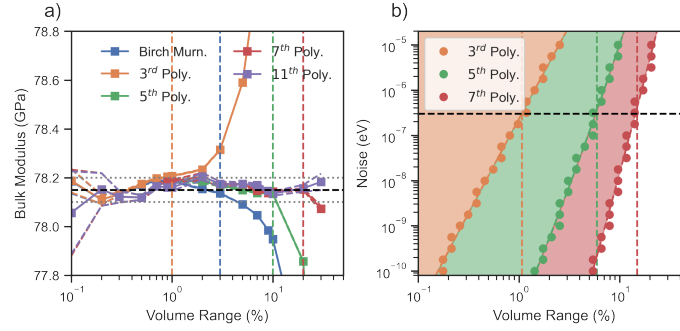 a)
78.8
78.6
78.4
78.2
78.0
77.8
Bulk Modulus (GPa)
Birch Murn.
3rd Poly.
5th Poly.
7th Poly.
11th Poly.
10⁻¹ 10⁰ 10¹
Volume Range (%)
b)
10⁻⁵
10⁻⁶
10⁻⁷
10⁻⁸
10⁻⁹
10⁻¹⁰
Noise (eV)
3rd Poly.
5th Poly.
7th Poly.
10⁻¹ 10⁰ 10¹
Volume Range (%)